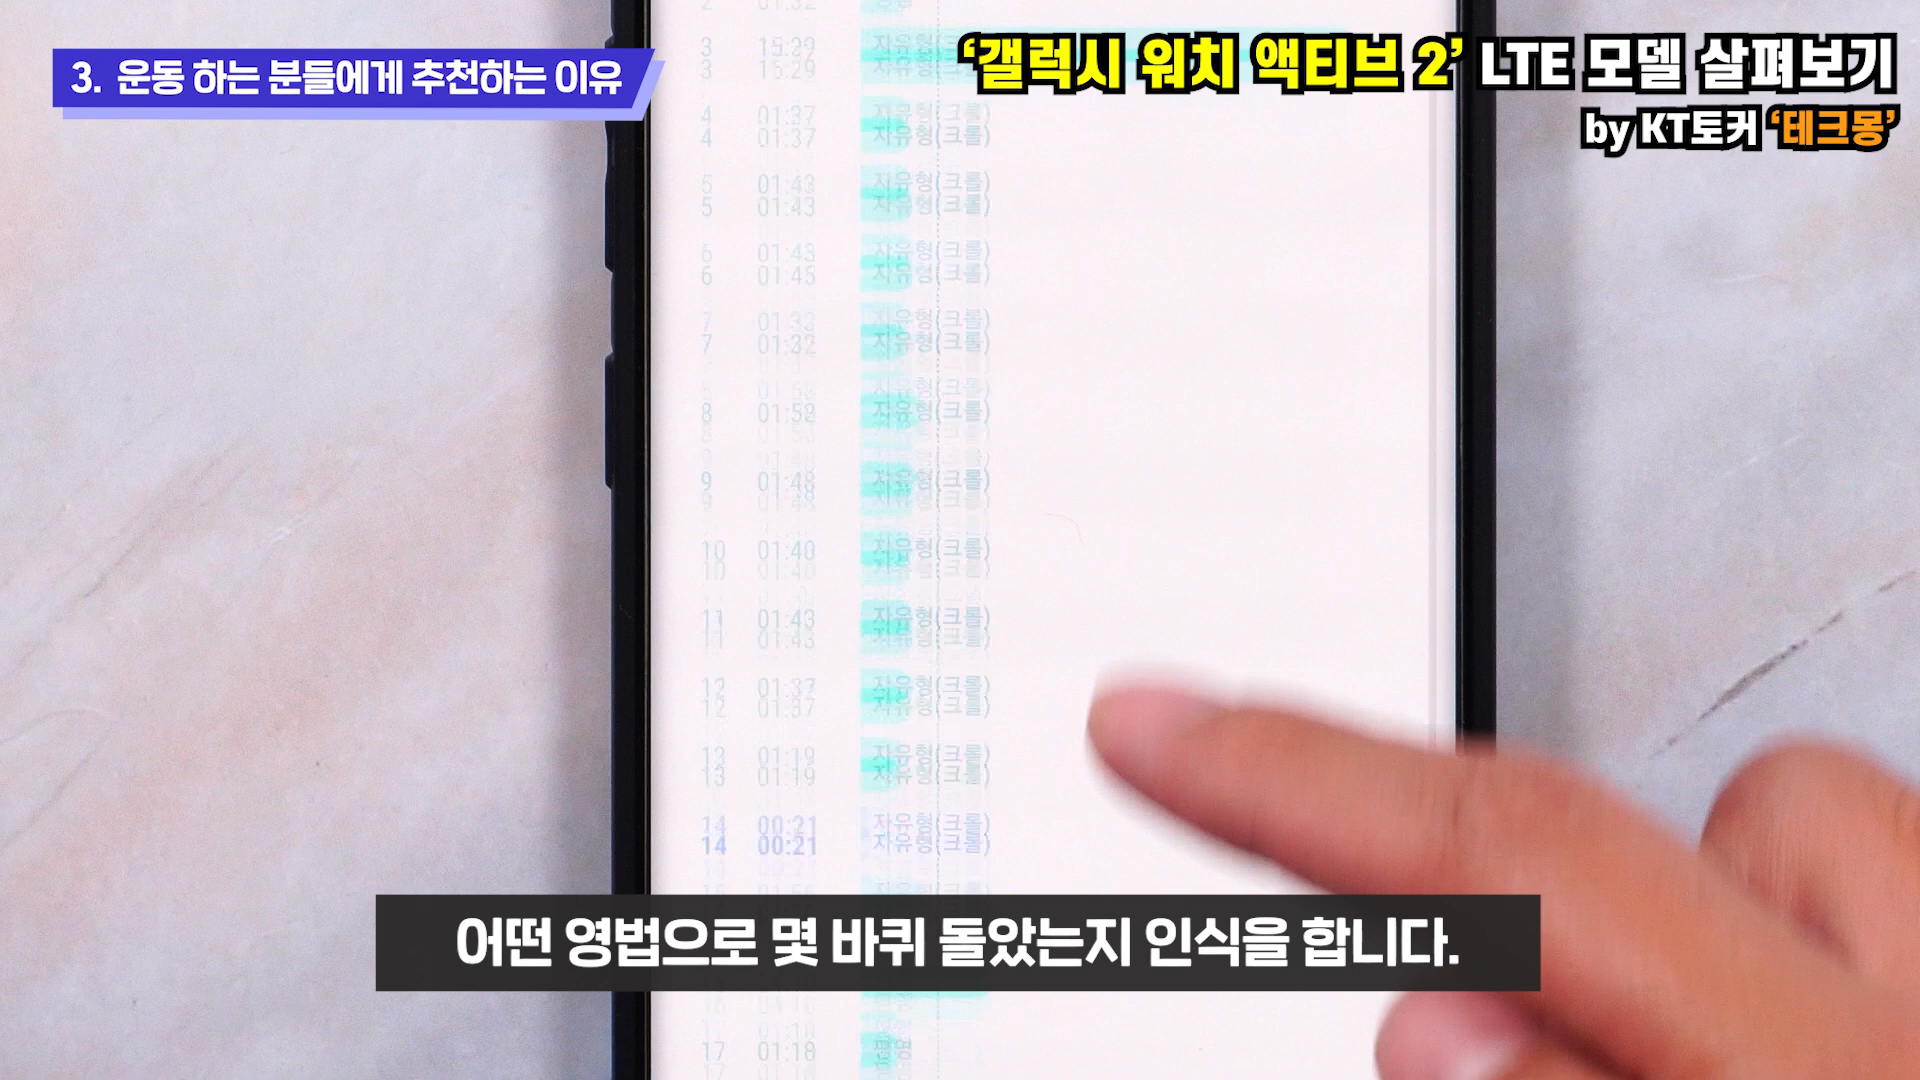 3. 운동 하는 분들에게 추천하는 이유
‘갤럭시 워치 액티브 2’ LTE 모델 살펴보기
by KT토커 ‘테크몽’
3 15:29
4 01:37 자유형(크롤)
5 01:43 자유형(크롤)
6 01:45 자유형(크롤)
7 01:32 자유형(크롤)
8 01:52 자유형(크롤)
9 01:48 자유형(크롤)
10 01:40 자유형(크롤)
11 01:43 자유형(크롤)
12 01:37 자유형(크롤)
13 01:19 자유형(크롤)
14 00:21 자유형(크롤)
어떤 영법으로 몇 바퀴 돌았는지 인식을 합니다.
17 01:18 평영